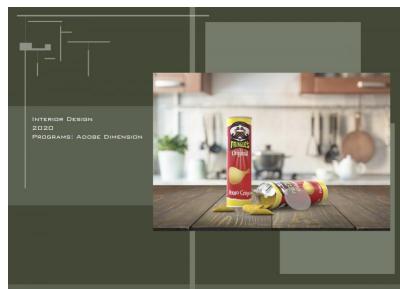 Interior Design
2020
Programs: Adobe Dimension
PRINGLES
Original